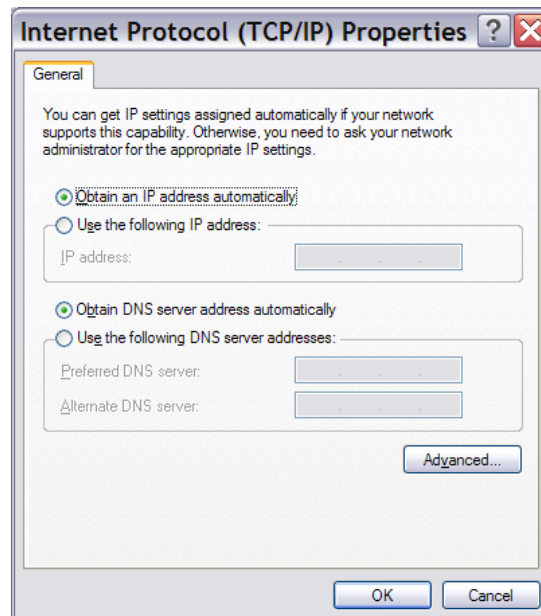 Internet Protocol (TCP/IP) Properties ?
General
You can get IP settings assigned automatically if your network
supports this capability. Otherwise, you need to ask your network
administrator for the appropriate IP settings.
Obtain an IP address automatically
Use the following IP address:
IP address:
Obtain DNS server address automatically
Use the following DNS server addresses:
Preferred DNS server:
Alternate DNS server:
Advanced...
OK Cancel